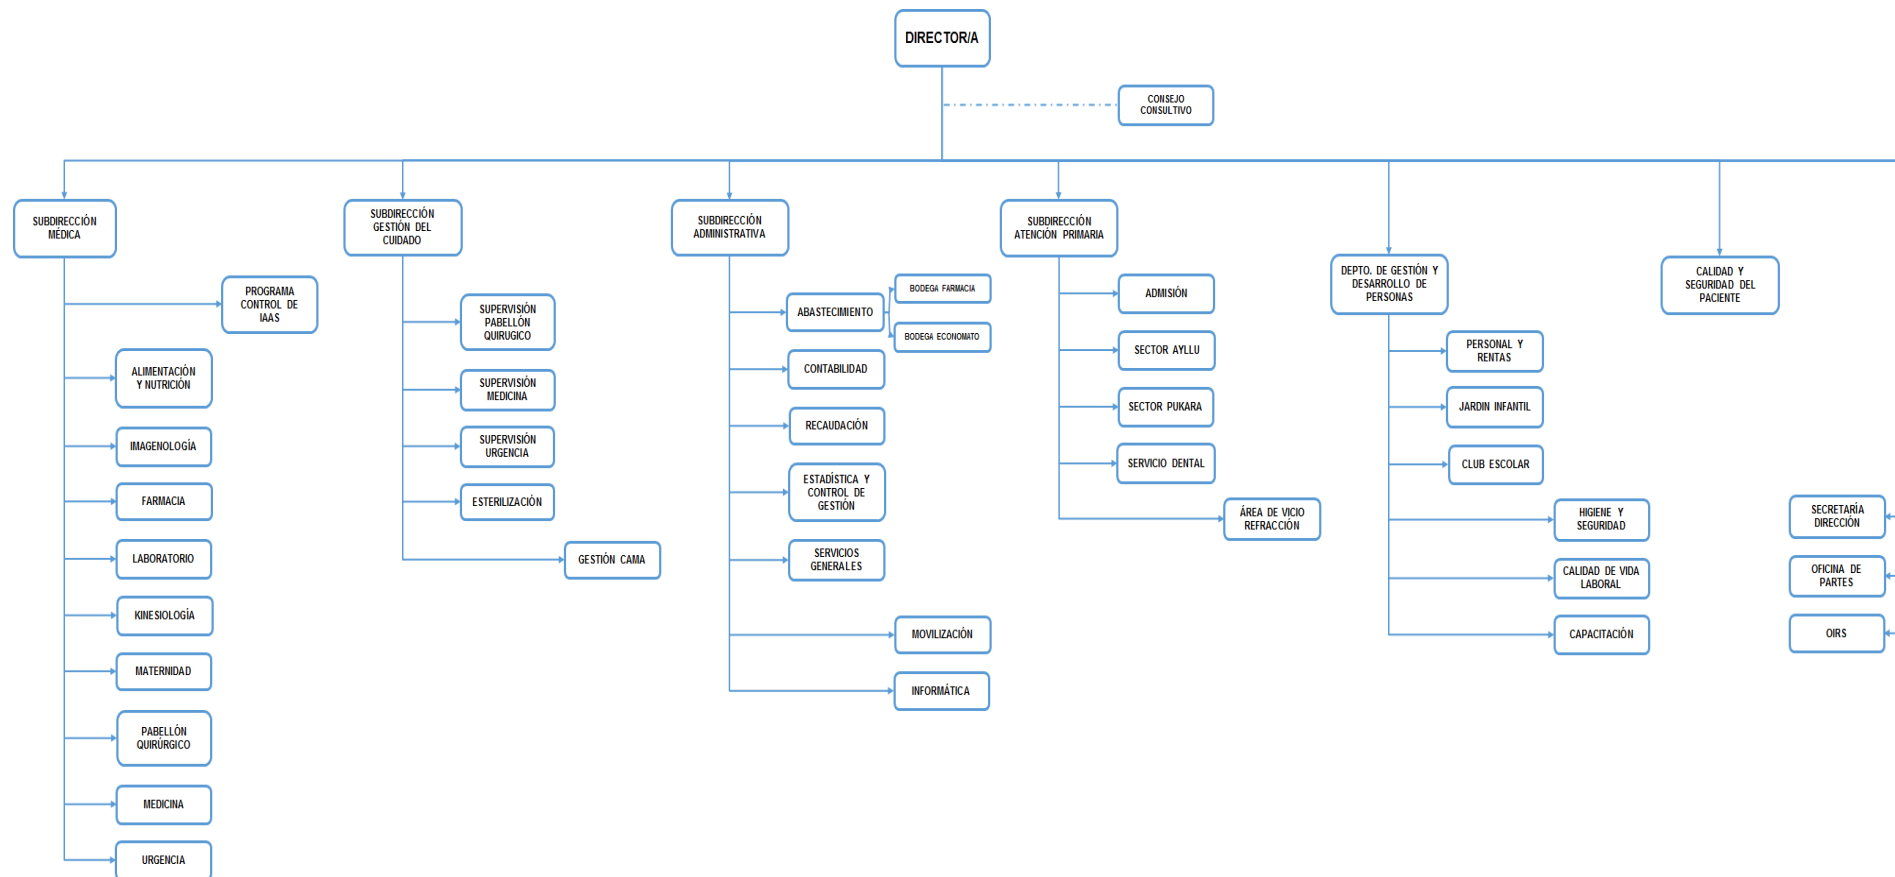 DIRECTOR/A
CONSEJO
CONSULTIVO
SUBDIRECCIÓN
MÉDICA
PROGRAMA
CONTROL DE
IAAS
ALIMENTACIÓN
Y NUTRICIÓN
IMAGENOLOGÍA
FARMACIA
LABORATORIO
KINESIOLOGÍA
MATERNIDAD
PABELLÓN
QUIRÚRGICO
MEDICINA
URGENCIA
SUBDIRECCIÓN
GESTIÓN DEL
CUIDADO
SUPERVISIÓN
PABELLÓN
QUIRUGICO
SUPERVISIÓN
MEDICINA
SUPERVISIÓN
URGENCIA
ESTERILIZACIÓN
GESTIÓN CAMA
SUBDIRECCIÓN
ADMINISTRATIVA
ABASTECIMIENTO
BODEGA FARMACIA
BODEGA ECONOMATO
CONTABILIDAD
RECAUDACIÓN
ESTADÍSTICA Y
CONTROL DE
GESTIÓN
SERVICIOS
GENERALES
MOVILIZACIÓN
INFORMÁTICA
SUBDIRECCIÓN
ATENCIÓN PRIMARIA
ADMISIÓN
SECTOR AYLLU
SECTOR PUKARA
SERVICIO DENTAL
ÁREA DE VICIO
REFRACCIÓN
DEPTO. DE GESTIÓN Y
DESARROLLO DE
PERSONAS
PERSONAL Y
RENTAS
JARDIN INFANTIL
CLUB ESCOLAR
HIGIENE Y
SEGURIDAD
CALIDAD DE VIDA
LABORAL
CAPACITACIÓN
CALIDAD Y
SEGURIDAD DEL
PACIENTE
SECRETARÍA
DIRECCIÓN
OFICINA DE
PARTES
OIRS